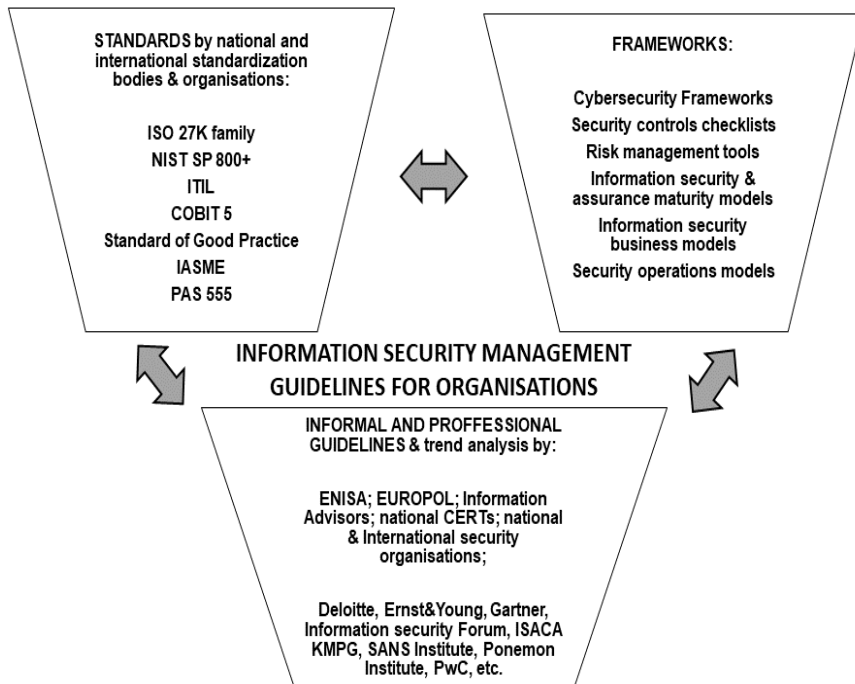 STANDARDS by national and
international standardization
bodies & organisations:
ISO 27K family
NIST SP 800+
ITIL
COBIT 5
Standard of Good Practice
IASME
PAS 555
FRAMEWORKS:
Cybersecurity Frameworks
Security controls checklists
Risk management tools
Information security &
assurance maturity models
Information security
business models
Security operations models
INFORMATION SECURITY MANAGEMENT
GUIDELINES FOR ORGANISATIONS
INFORMAL AND PROFFESSIONAL
GUIDELINES & trend analysis by:
ENISA; EUROPOL; Information
Advisors; national CERTs; national
& International security
organisations;
Deloitte, Ernst&Young, Gartner,
Information security Forum, ISACA
KMPG, SANS Institute, Ponemon
Institute, PwC, etc.